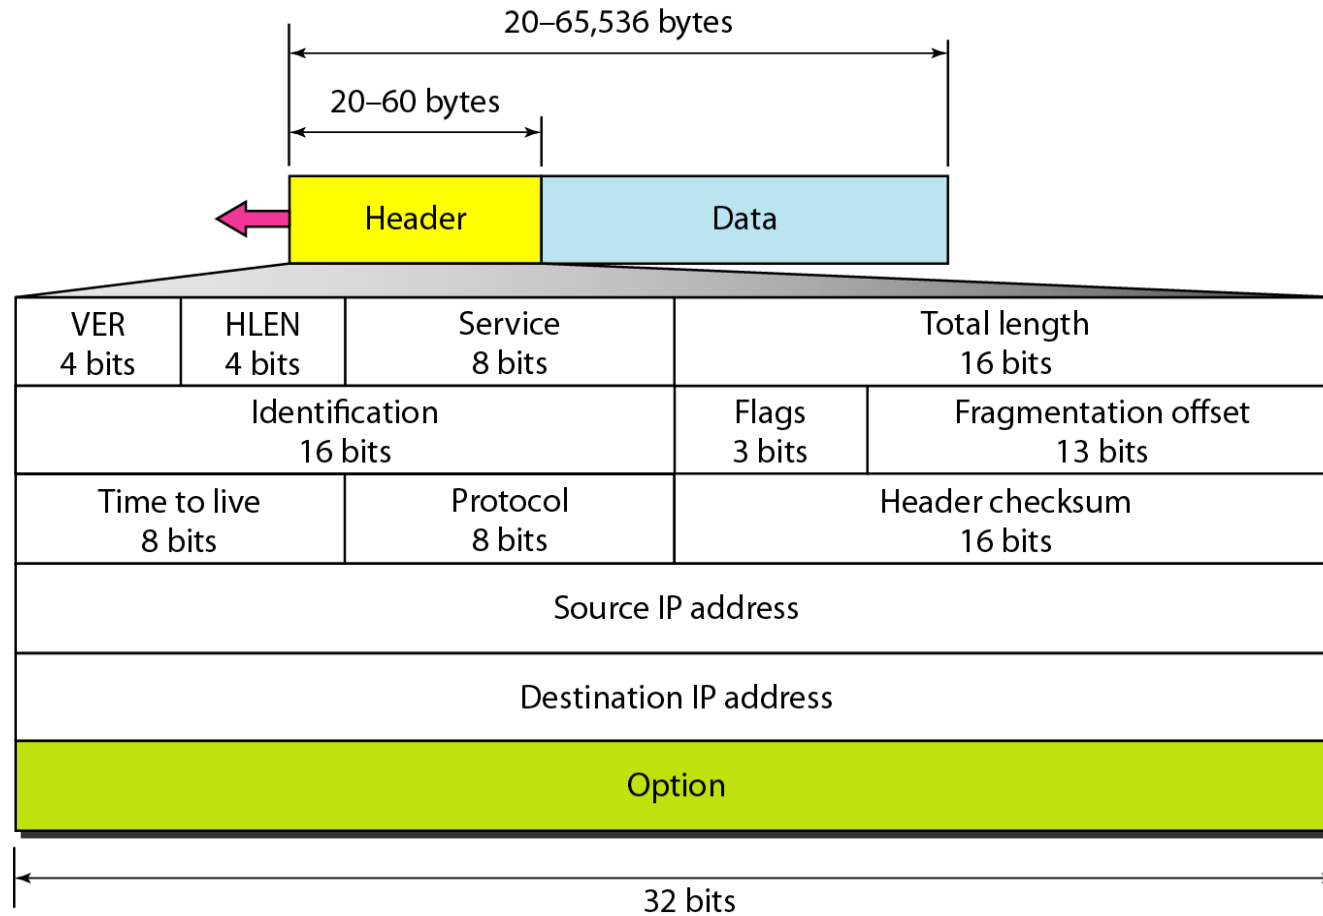 20–65,536 bytes
20–60 bytes
Header
Data
VER
4 bits
HLEN
4 bits
Service
8 bits
Total length
16 bits
Identification
16 bits
Flags
3 bits
Fragmentation offset
13 bits
Time to live
8 bits
Protocol
8 bits
Header checksum
16 bits
Source IP address
Destination IP address
Option
32 bits